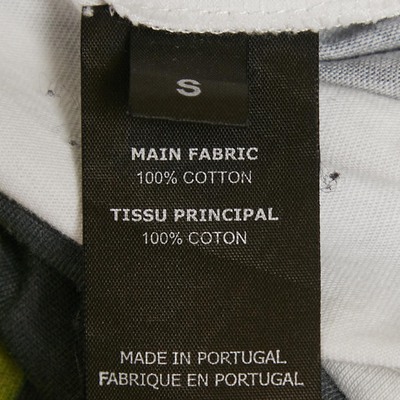 S
MAIN FABRIC
100% COTTON
TISSU PRINCIPAL
100% COTON
MADE IN PORTUGAL
FABRIQUE EN PORTUGAL